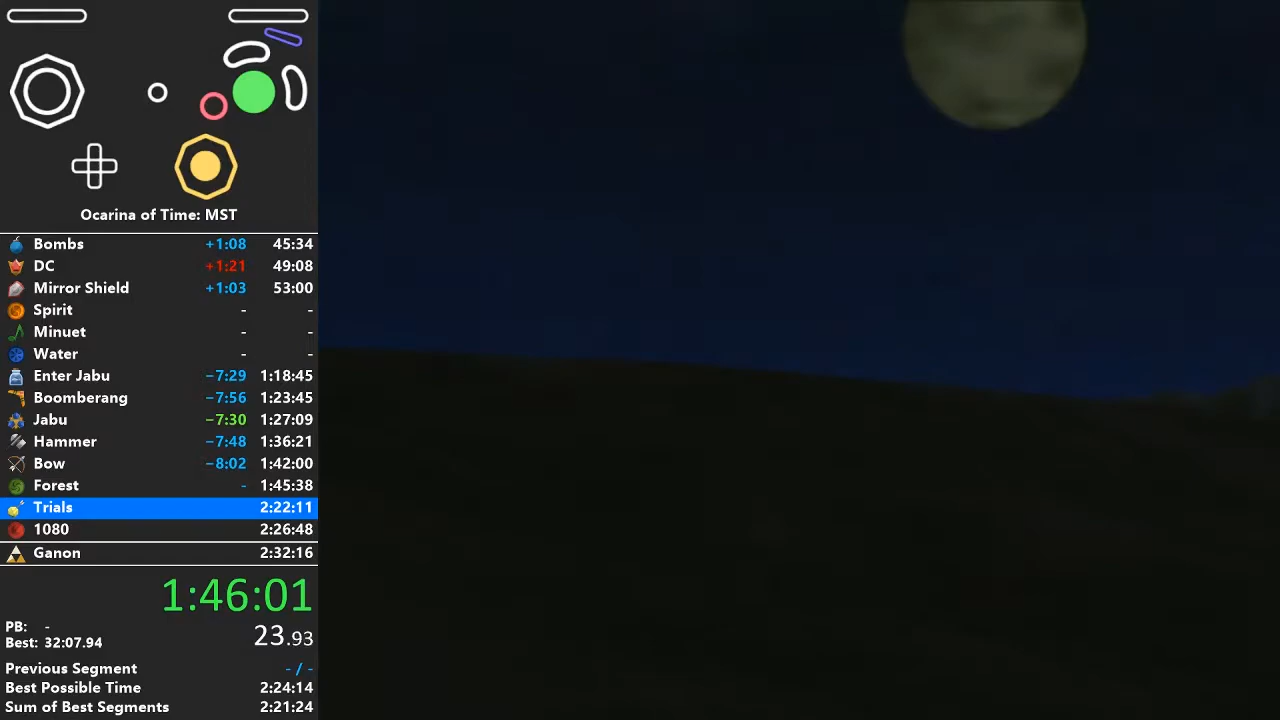 Ocarina of Time: MST
Bombs +1:08 45:34
DC +1:21 49:08
Mirror Shield +1:03 53:00
Spirit - -
Minuet - -
Water - -
Enter Jabu −7:29 1:18:45
Boomberang −7:56 1:23:45
Jabu −7:30 1:27:09
Hammer −7:48 1:36:21
Bow −8:02 1:42:00
Forest - 1:45:38
Trials 2:22:11
1080 2:26:48
Ganon 2:32:16
1:46:01
PB: -
Best: 32:07.94
23.93
Previous Segment - / -
Best Possible Time 2:24:14
Sum of Best Segments 2:21:24